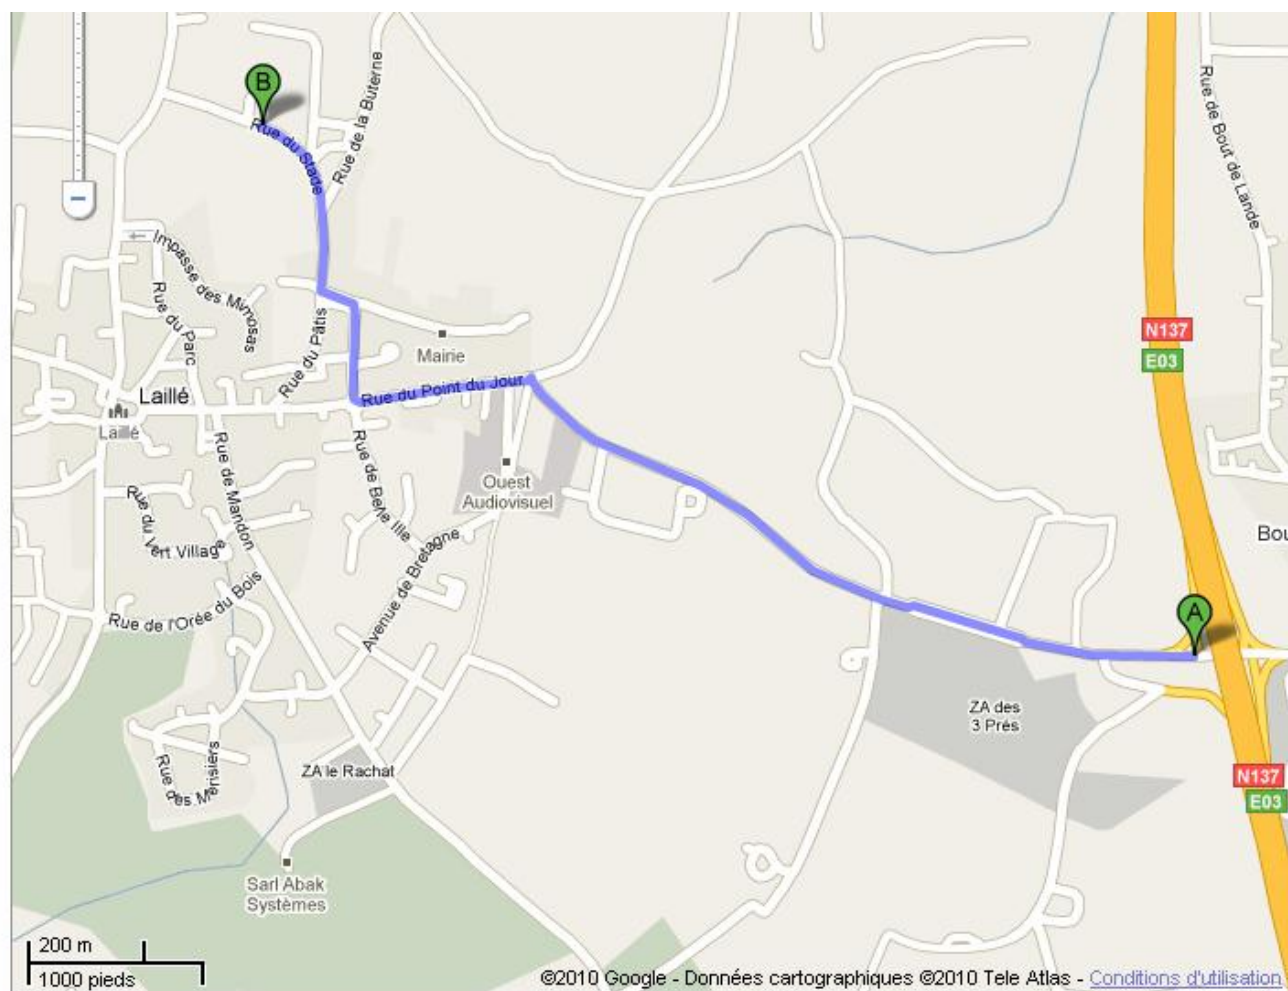 B
Rue du Stade
Rue de la Buterne
Rue de Bout de Lande
Impasse des Mimosas
Rue du Parc
Rue du Pâtis
Mairie
N137
E03
Laillé
Laillé
Rue du Point du Jour
Rue de Mandon
Rue de Belle Ille
Ouest
Audiovisuel
Rue du Vert Village
Avenue de Bretagne
Rue de l'Orée du Bois
Bou
A
ZA des
3 Prés
Rue des Merisiers
ZA le Rachat
N137
E03
Sarl Abak
Systèmes
200 m
1000 pieds
©2010 Google - Données cartographiques ©2010 Tele Atlas - Conditions d'utilisation